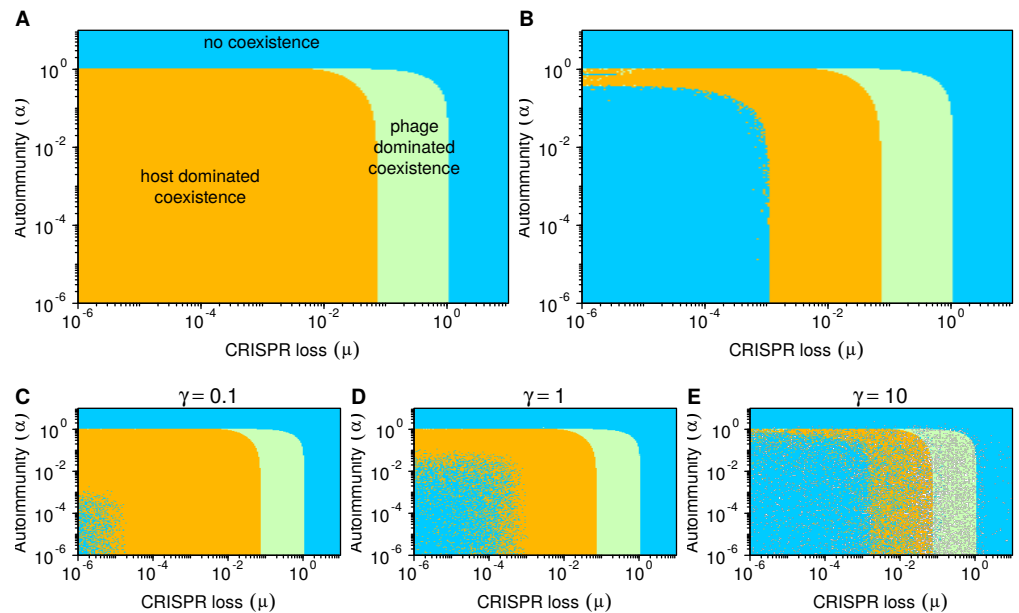 A
B
no coexistence
host dominated
coexistence
phage
dominated
coexistence
Autoimmunity (α)
10^0
10^-2
10^-4
10^-6
10^-6
10^-4
10^-2
10^0
CRISPR loss (μ)
Autoimmunity (α)
10^0
10^-2
10^-4
10^-6
10^-6
10^-4
10^-2
10^0
CRISPR loss (μ)
C
γ = 0.1
D
γ = 1
E
γ = 10
Autoimmunity (α)
10^0
10^-2
10^-4
10^-6
10^-6
10^-4
10^-2
10^0
CRISPR loss (μ)
Autoimmunity (α)
10^0
10^-2
10^-4
10^-6
10^-6
10^-4
10^-2
10^0
CRISPR loss (μ)
Autoimmunity (α)
10^0
10^-2
10^-4
10^-6
10^-6
10^-4
10^-2
10^0
CRISPR loss (μ)